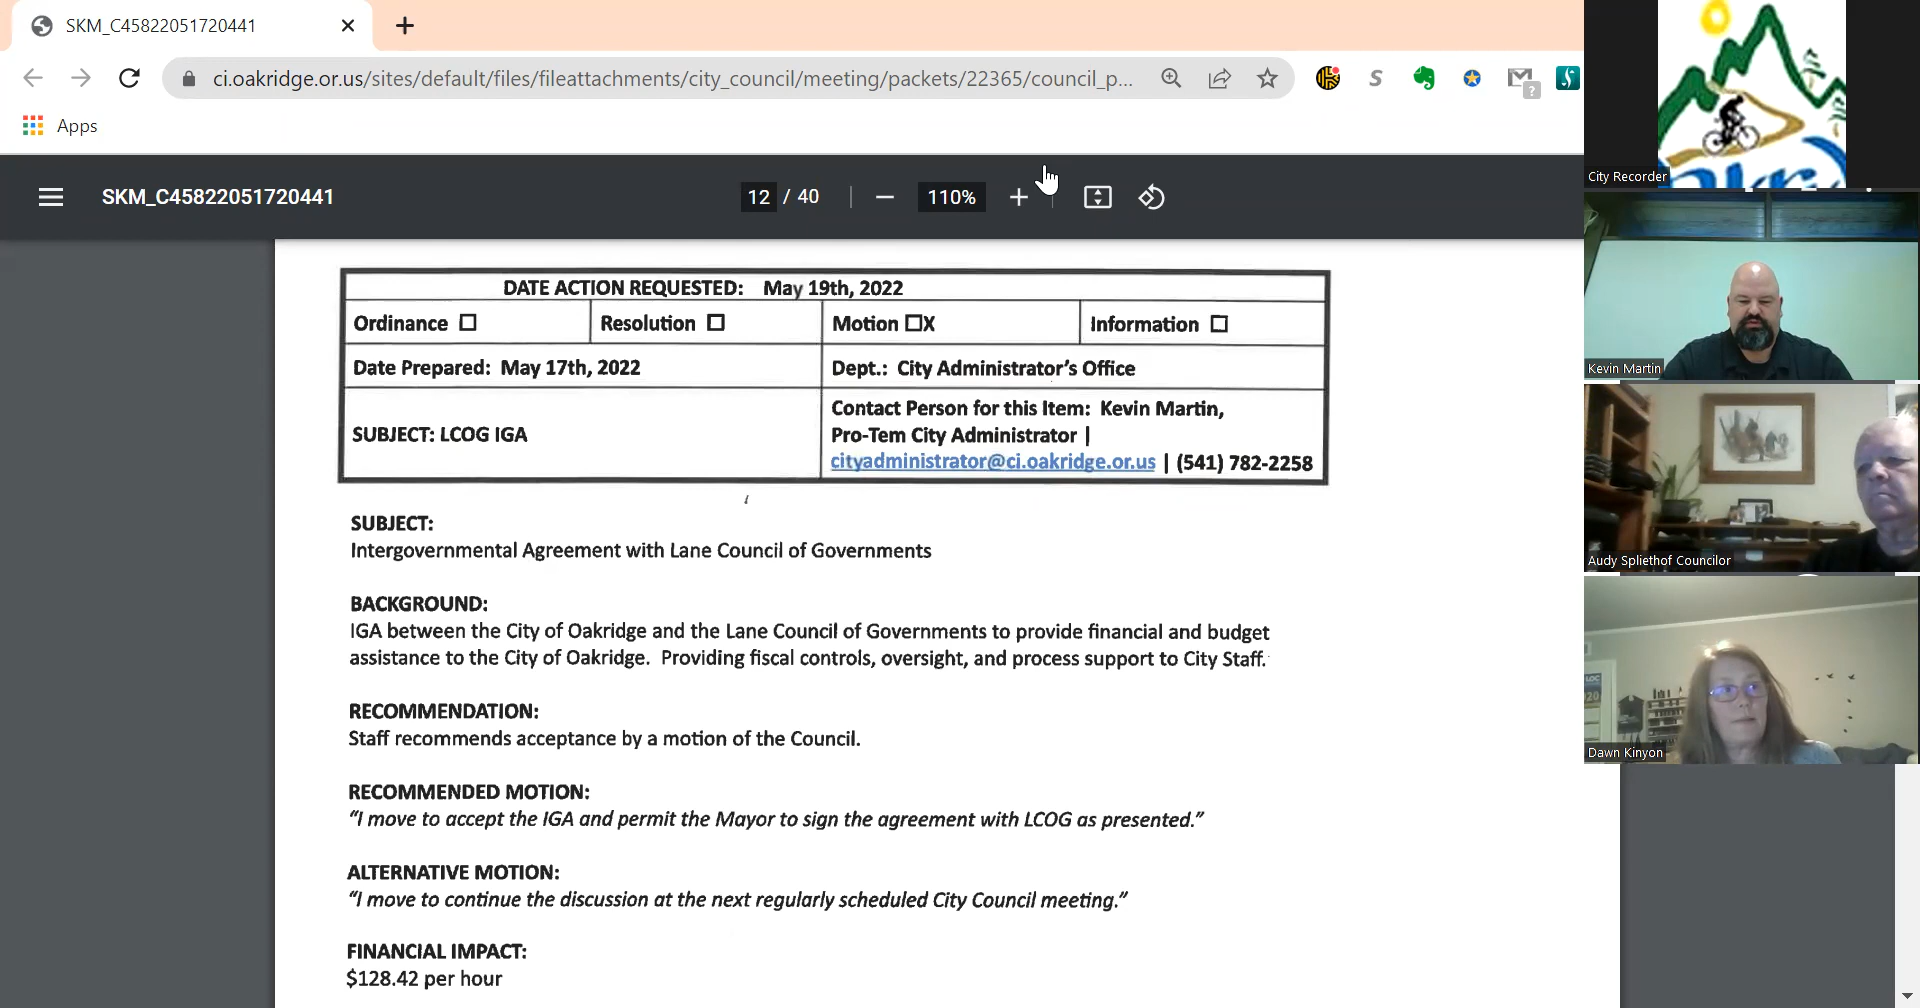 SKM_C45822051720441
ci.oakridge.or.us/sites/default/files/fileattachments/city_council/meeting/packets/22365/council_p...
Apps
SKM_C45822051720441
12 / 40
110%
DATE ACTION REQUESTED: May 19th, 2022
Ordinance ☐ Resolution ☐ Motion ☐X Information ☐
Date Prepared: May 17th, 2022 Dept.: City Administrator's Office
SUBJECT: LCOG IGA
Contact Person for this Item: Kevin Martin,
Pro-Tem City Administrator |
cityadministrator@ci.oakridge.or.us | (541) 782-2258
SUBJECT:
Intergovernmental Agreement with Lane Council of Governments
BACKGROUND:
IGA between the City of Oakridge and the Lane Council of Governments to provide financial and budget
assistance to the City of Oakridge. Providing fiscal controls, oversight, and process support to City Staff.
RECOMMENDATION:
Staff recommends acceptance by a motion of the Council.
RECOMMENDED MOTION:
“I move to accept the IGA and permit the Mayor to sign the agreement with LCOG as presented.”
ALTERNATIVE MOTION:
“I move to continue the discussion at the next regularly scheduled City Council meeting.”
FINANCIAL IMPACT:
$128.42 per hour
City Recorder
Kevin Martin
Audy Spliethof Councilor
Dawn Kinyon